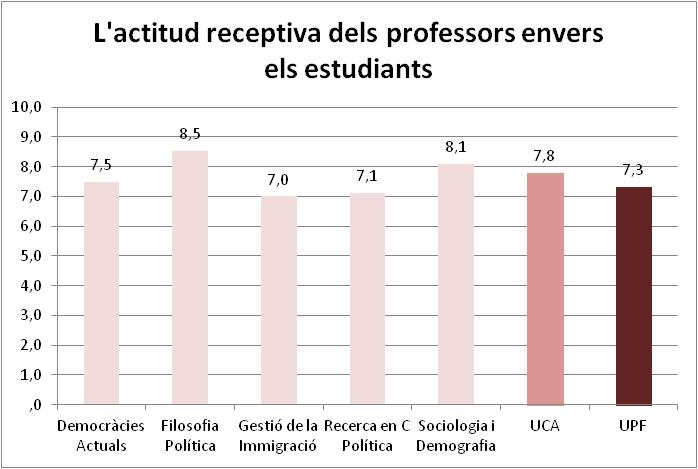 L'actitud receptiva dels professors envers
els estudiants
10,0
9,0
8,0
7,0
6,0
5,0
4,0
3,0
2,0
1,0
,0
7,5
8,5
7,0
7,1
8,1
7,8
7,3
Democràcies
Actuals
Filosofia
Política
Gestió de la
Immigració
Recerca en C
Política
Sociologia i
Demografia
UCA
UPF